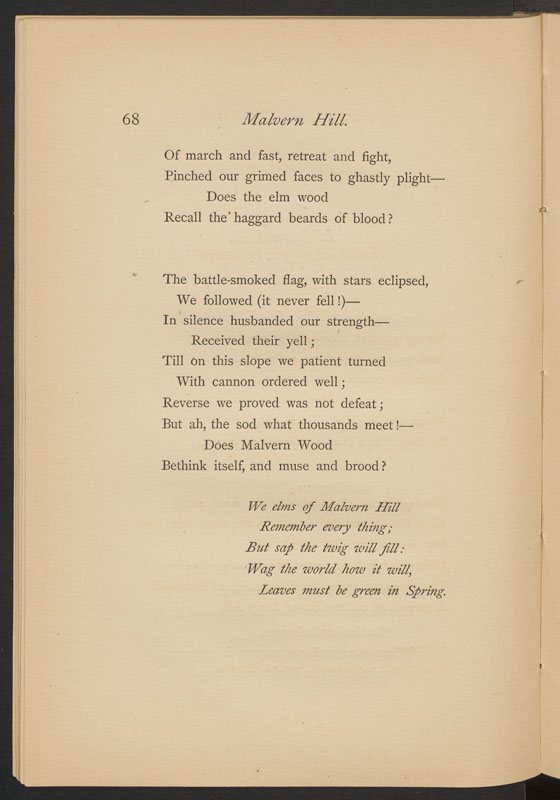 68 Malvern Hill.
Of march and fast, retreat and fight,
Pinched our grimed faces to ghastly plight—
Does the elm wood
Recall the haggard beards of blood?
The battle-smoked flag, with stars eclipsed,
We followed (it never fell!)—
In silence husbanded our strength—
Received their yell;
Till on this slope we patient turned
With cannon ordered well;
Reverse we proved was not defeat;
But ah, the sod what thousands meet!—
Does Malvern Wood
Bethink itself, and muse and brood?
We elms of Malvern Hill
Remember every thing;
But sap the twig will fill:
Wag the world how it will,
Leaves must be green in Spring.